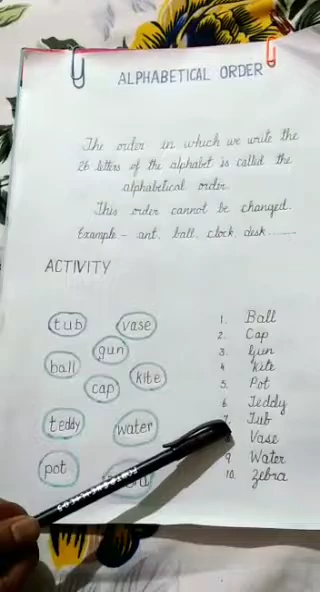 ALPHABETICAL ORDER
The order in which we write the
26 letters of the alphabet is called the
alphabetical order.
This order cannot be changed.
Example - ant, ball, clock, desk........
ACTIVITY
tub
vase
gun
ball
kite
cap
teddy
water
pot
1. Ball
2. Cap
3. Gun
4. Kite
5. Pot
6. Teddy
7. Tub
8 Vase
9. Water
10. Zebra